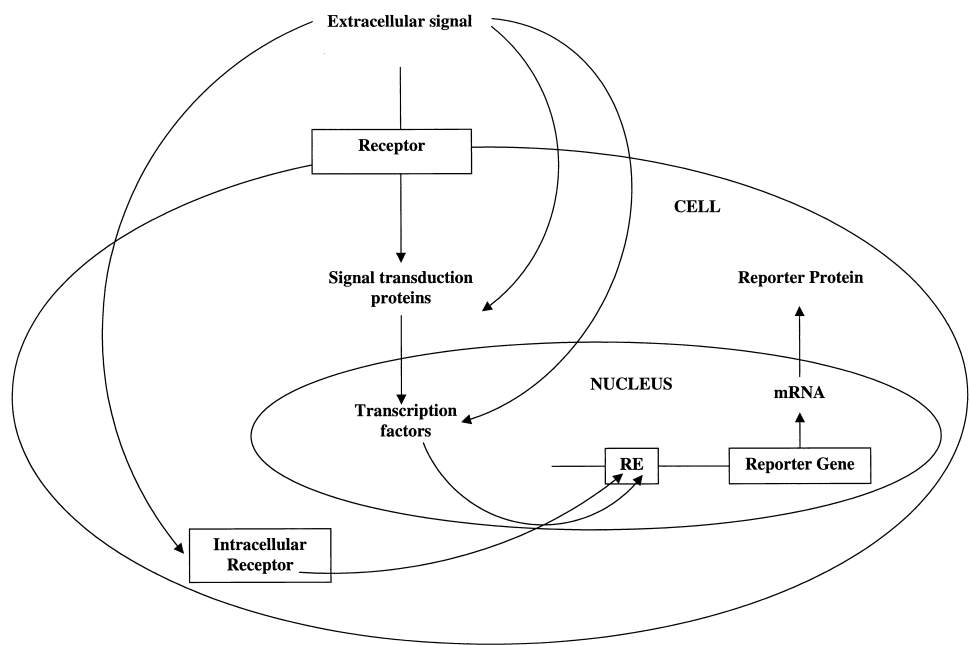 Extracellular signal
Receptor
CELL
Signal transduction
proteins
Reporter Protein
NUCLEUS
mRNA
Transcription
factors
RE
Reporter Gene
Intracellular
Receptor